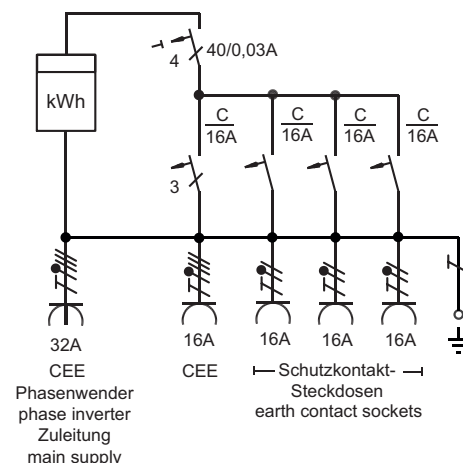 40/0,03A
4
kWh
C
16A
C
16A
C
16A
C
16A
3
32A
16A
16A
16A
16A
CEE
Phasenwender
phase inverter
Zuleitung
main supply
CEE
Schutzkontakt-
Steckdosen
earth contact sockets